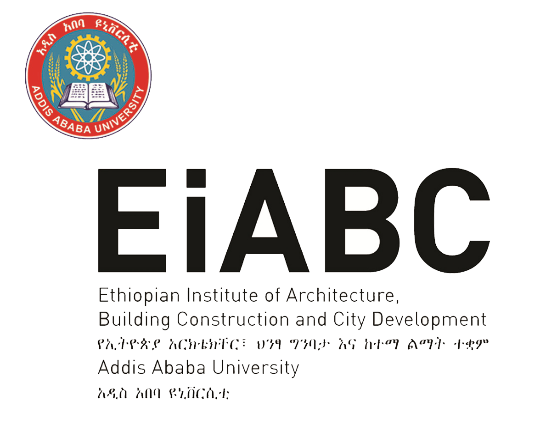 አዲስ አበባ ዩኒቨርሲቲ
ADDIS ABABA UNIVERSITY
EiABC
Ethiopian Institute of Architecture,
Building Construction and City Development
የኢትዮጵያ አርክቴክቸር፣ ህንፃ ግንባታ እና ከተማ ልማት ተቋም
Addis Ababa University
አዲስ አበባ ዩኒቨርሲቲ